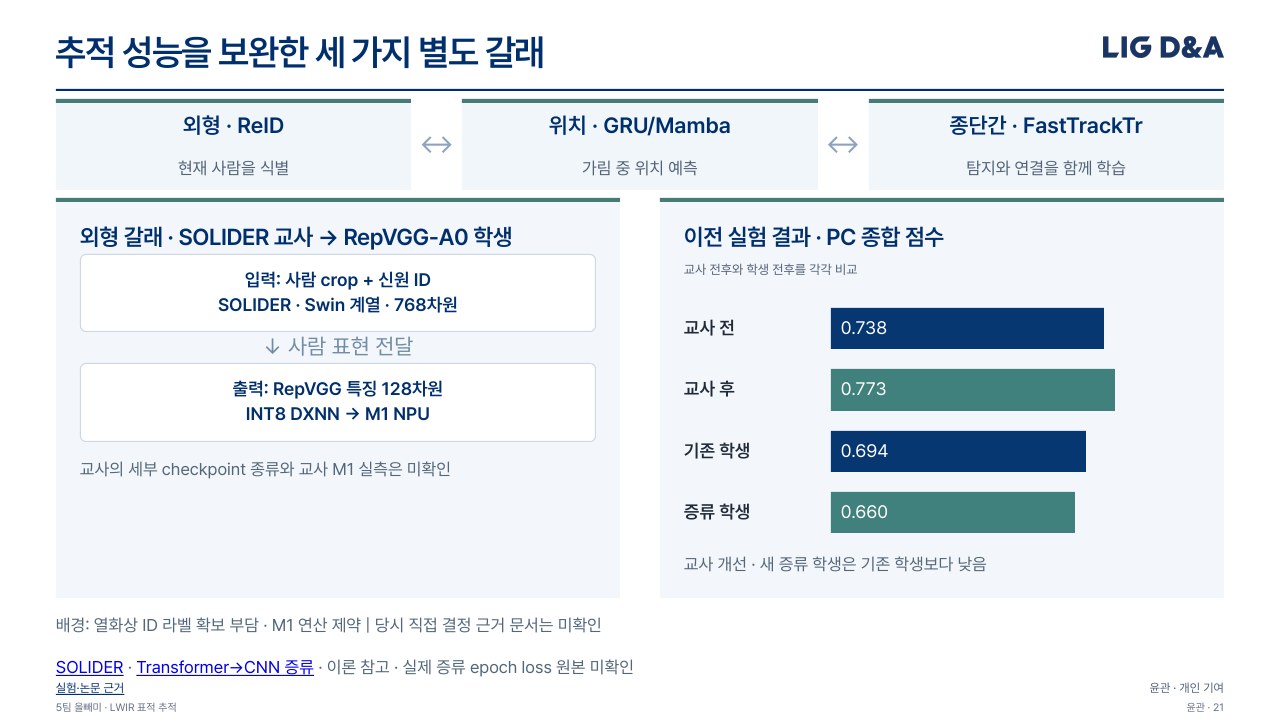 추적 성능을 보완한 세 가지 별도 갈래
LIG D&A
외형 · ReID
현재 사람을 식별
↔
위치 · GRU/Mamba
가림 중 위치 예측
↔
종단간 · FastTrackTr
탐지와 연결을 함께 학습
외형 갈래 · SOLIDER 교사 → RepVGG-A0 학생
입력: 사람 crop + 신원 ID
SOLIDER · Swin 계열 · 768차원
↓ 사람 표현 전달
출력: RepVGG 특징 128차원
INT8 DXNN → M1 NPU
교사의 세부 checkpoint 종류와 교사 M1 실측은 미확인
이전 실험 결과 · PC 종합 점수
교사 전후와 학생 전후를 각각 비교
교사 전 0.738
교사 후 0.773
기존 학생 0.694
증류 학생 0.660
교사 개선 · 새 증류 학생은 기존 학생보다 낮음
배경: 열화상 ID 라벨 확보 부담 · M1 연산 제약 | 당시 직접 결정 근거 문서는 미확인
SOLIDER · Transformer→CNN 증류 · 이론 참고 · 실제 증류 epoch loss 원본 미확인
실험·논문 근거
5팀 올빼미 · LWIR 표적 추적
윤관 · 개인 기여
윤관 · 21